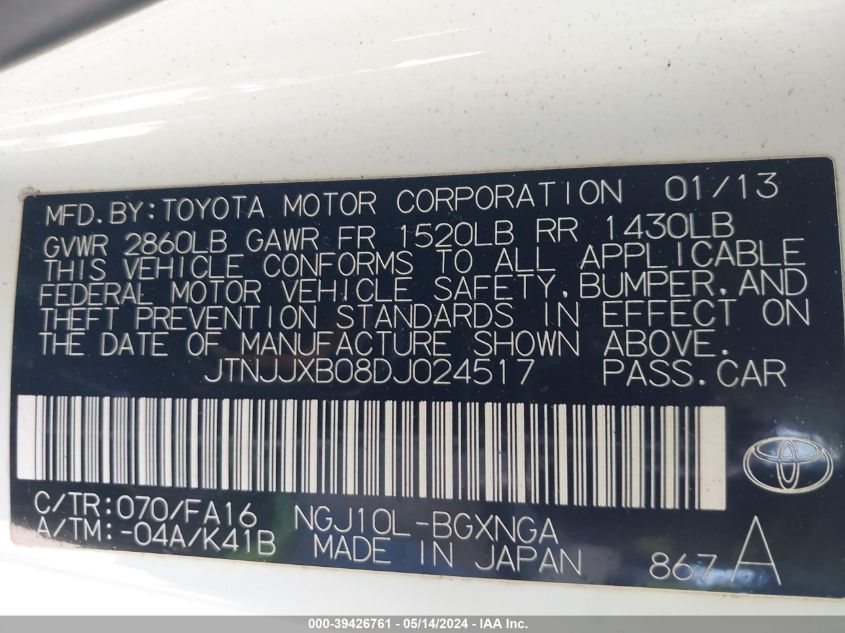 MFD. BY: TOYOTA MOTOR CORPORATION 01/13
GVWR 2860LB GAWR FR 1520LB RR 1430LB
THIS VEHICLE CONFORMS TO ALL APPLICABLE
FEDERAL MOTOR VEHICLE SAFETY, BUMPER, AND
THEFT PREVENTION STANDARDS IN EFFECT ON
THE DATE OF MANUFACTURE SHOWN ABOVE.
JTNJJXB08DJ024517 PASS. CAR
C/TR: 070/FA16 NGJ10L-BGXNGA
A/TM: -04A/K41B MADE IN JAPAN 867 A
000-39426761 - 05/14/2024 - IAA Inc.